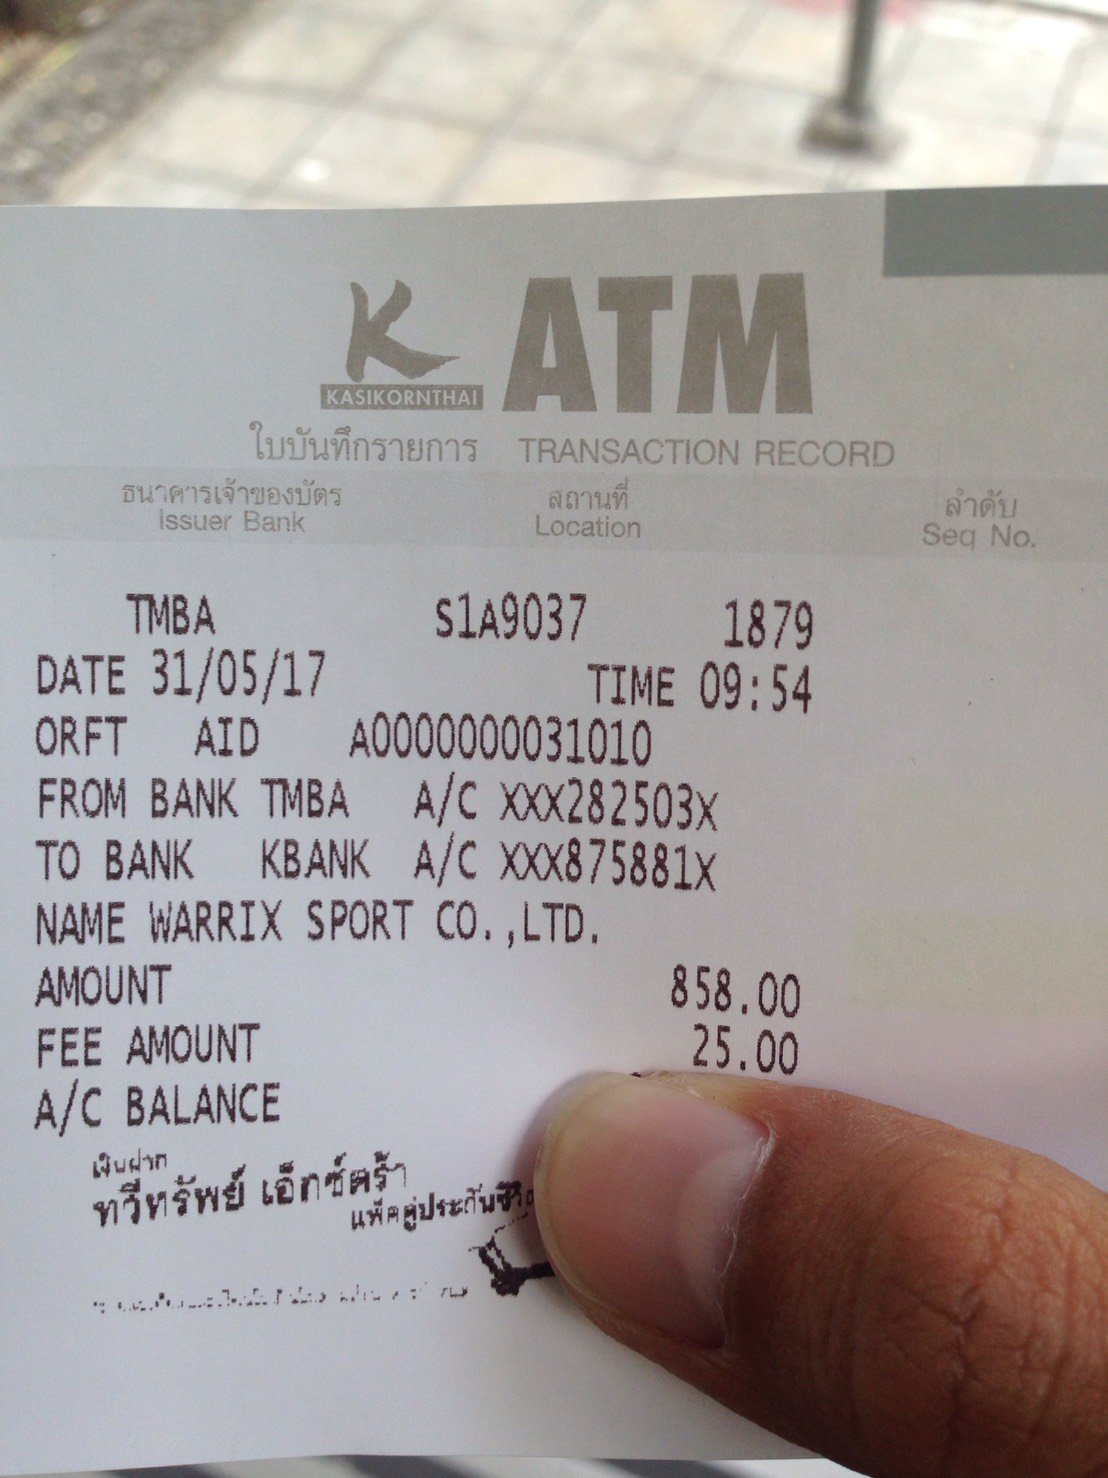 K ATM
KASIKORNTHAI
ใบบันทึกรายการ TRANSACTION RECORD
ธนาคารเจ้าของบัตร สถานที่ ลำดับ
Issuer Bank Location Seq No.
TMBA S1A9037 1879
DATE 31/05/17 TIME 09:54
ORFT AID A0000000031010
FROM BANK TMBA A/C XXX282503X
TO BANK KBANK A/C XXX875881X
NAME WARRIX SPORT CO.,LTD.
AMOUNT 858.00
FEE AMOUNT 25.00
A/C BALANCE
เงินฝาก
ทวีทรัพย์ เอ็กซ์ตร้า
แพ็คคู่ประกันชีวิต